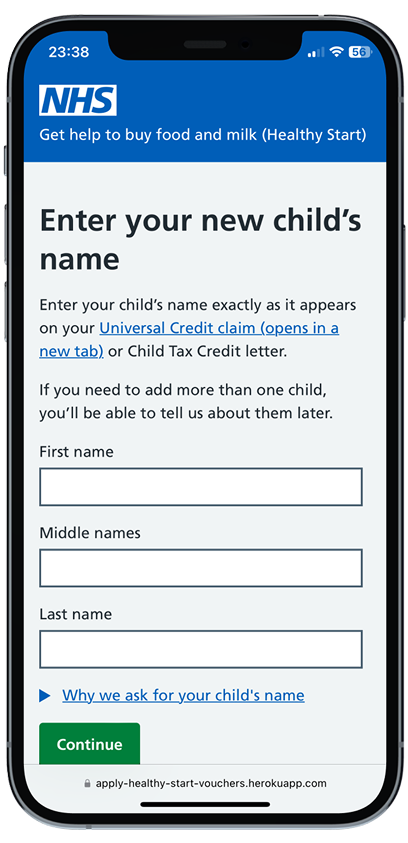 23:38
56
NHS
Get help to buy food and milk (Healthy Start)
Enter your new child’s
name
Enter your child’s name exactly as it appears
on your Universal Credit claim (opens in a
new tab) or Child Tax Credit letter.
If you need to add more than one child,
you’ll be able to tell us about them later.
First name
Middle names
Last name
Why we ask for your child's name
Continue
apply-healthy-start-vouchers.herokuapp.com